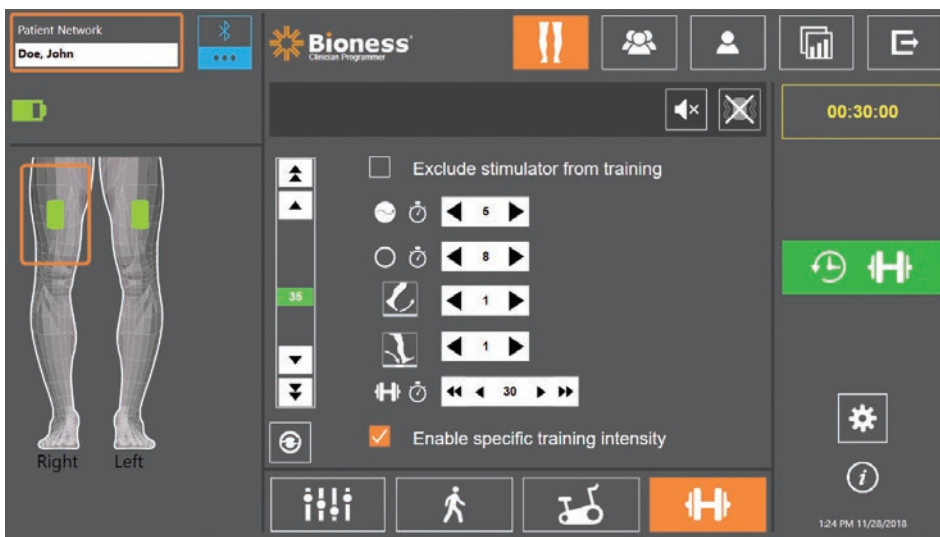 Patient Network
Doe, John
Bioness
Clinician Programmer
00:30:00
Exclude stimulator from training
5
8
35
1
1
30
Enable specific training intensity
Right
Left
i
1:24 PM 11/28/2018